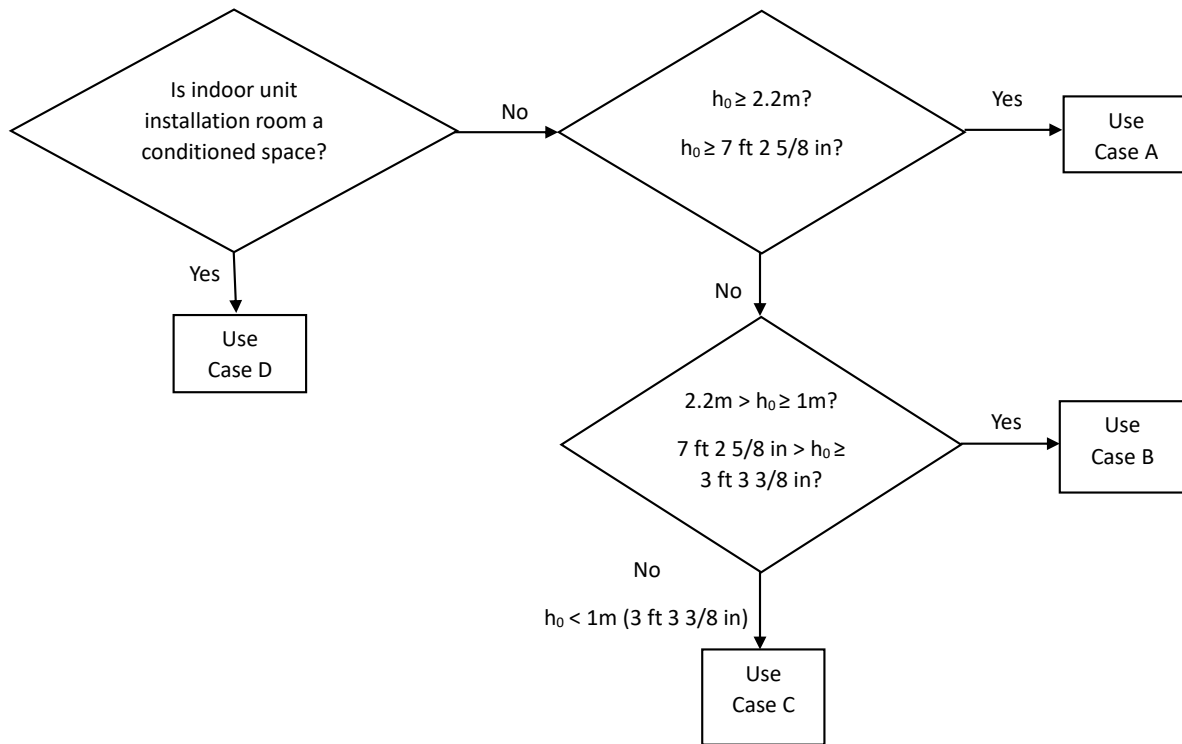 Is indoor unit
installation room a
conditioned space?
No
h₀ ≥ 2.2m?
h₀ ≥ 7 ft 2 5/8 in?
Yes
Use
Case A
Yes
Use
Case D
No
2.2m > h₀ ≥ 1m?
7 ft 2 5/8 in > h₀ ≥
3 ft 3 3/8 in?
Yes
Use
Case B
No
h₀ < 1m (3 ft 3 3/8 in)
Use
Case C